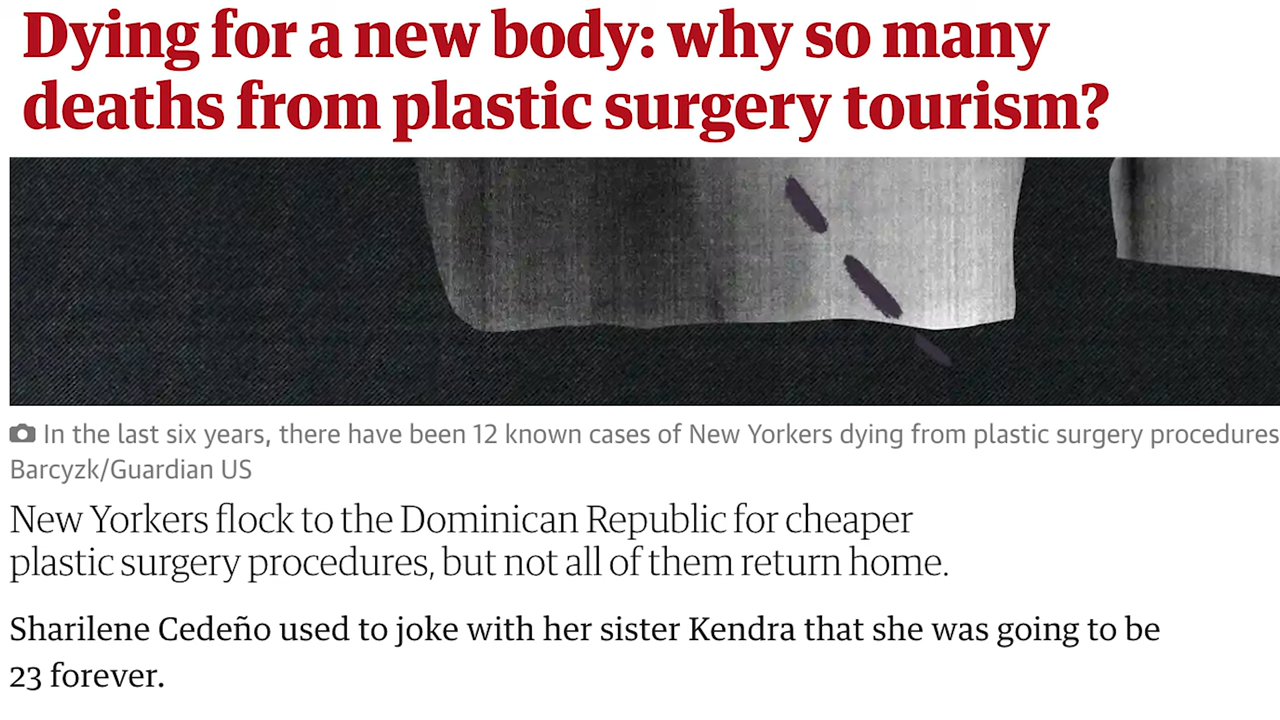 Dying for a new body: why so many
deaths from plastic surgery tourism?
In the last six years, there have been 12 known cases of New Yorkers dying from plastic surgery procedures
Barcyzk/Guardian US
New Yorkers flock to the Dominican Republic for cheaper
plastic surgery procedures, but not all of them return home.
Sharilene Cedeño used to joke with her sister Kendra that she was going to be
23 forever.